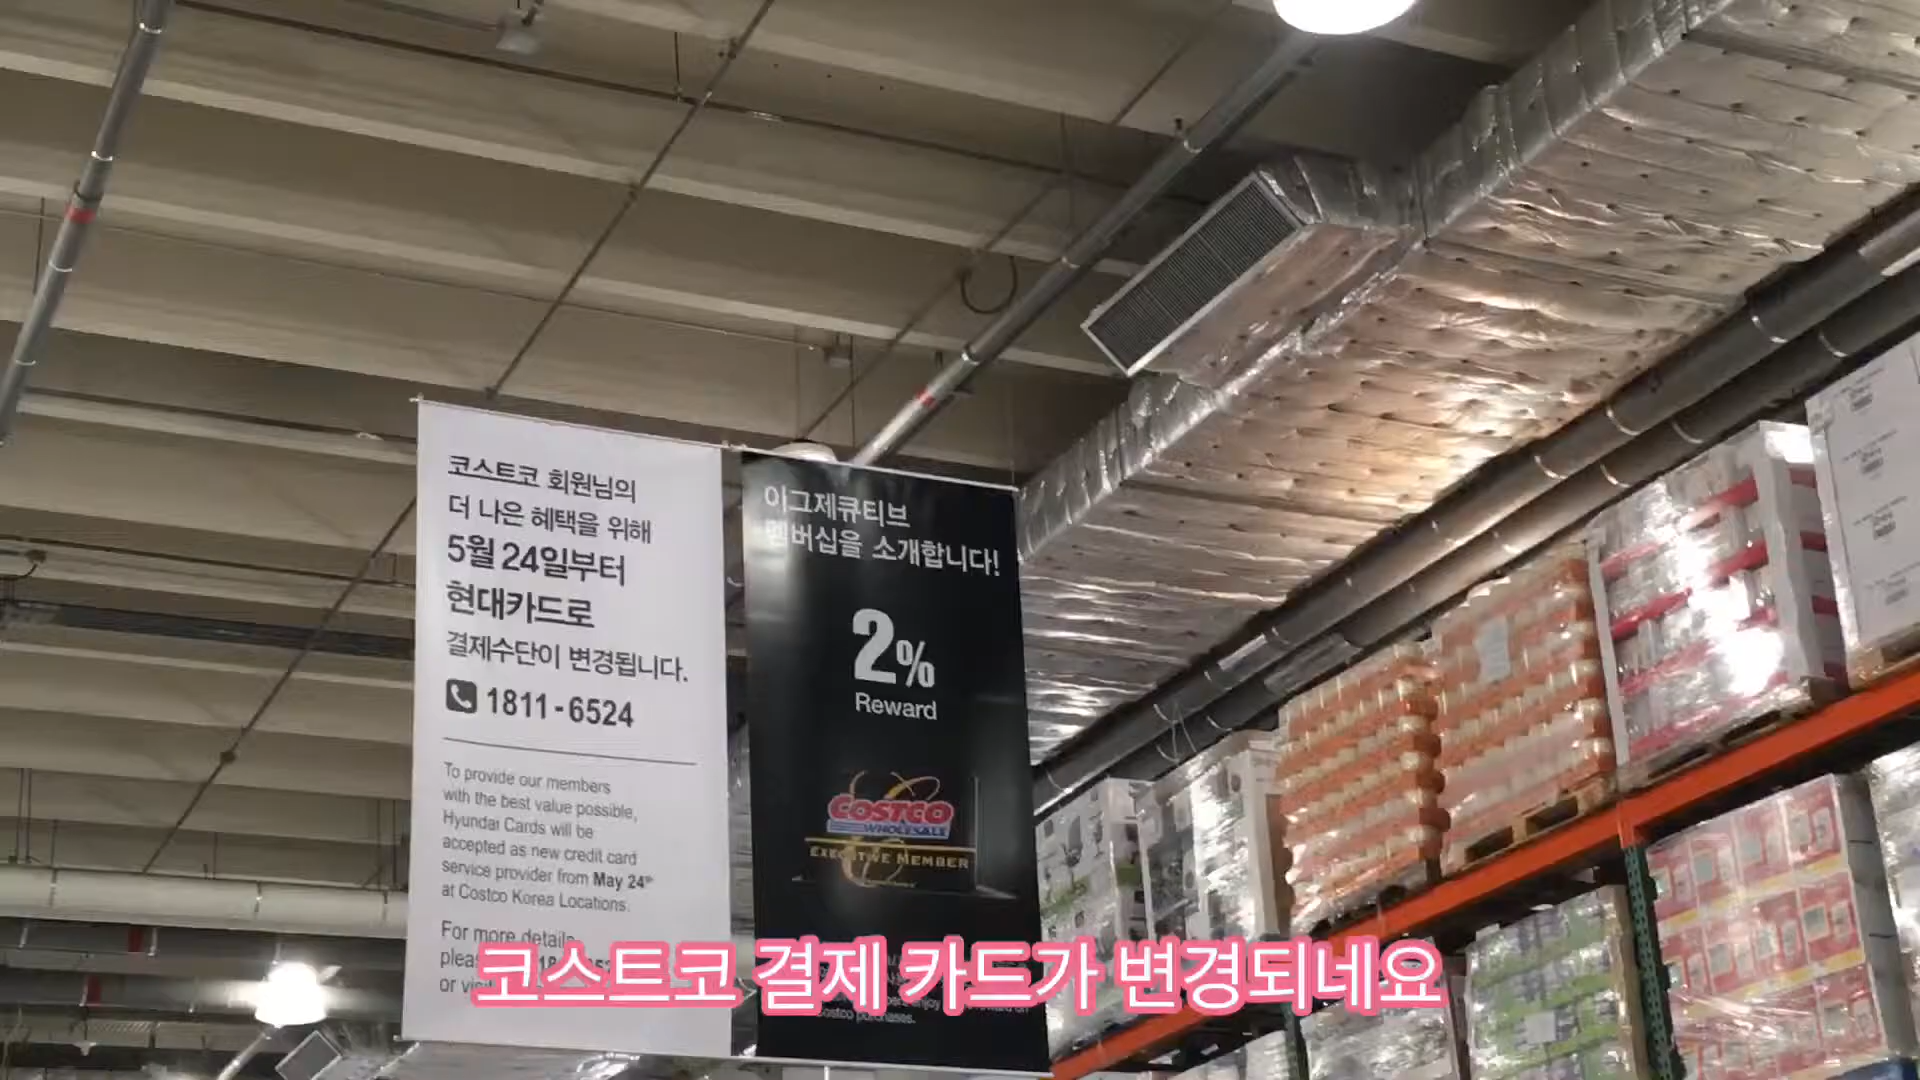 코스트코 회원님의
더 나은 혜택을 위해
5월 24일부터
현대카드로
결제수단이 변경됩니다.
1811-6524
To provide our members
with the best value possible,
Hyundai Cards will be
accepted as new credit card
service provider from May 24th
at Costco Korea Locations.
For more details
or
이그제큐티브
멤버십을 소개합니다!
2%
Reward
COSTCO
WHOLESALE
EXECUTIVE MEMBER
Costco purchases.
코스트코 결제 카드가 변경되네요